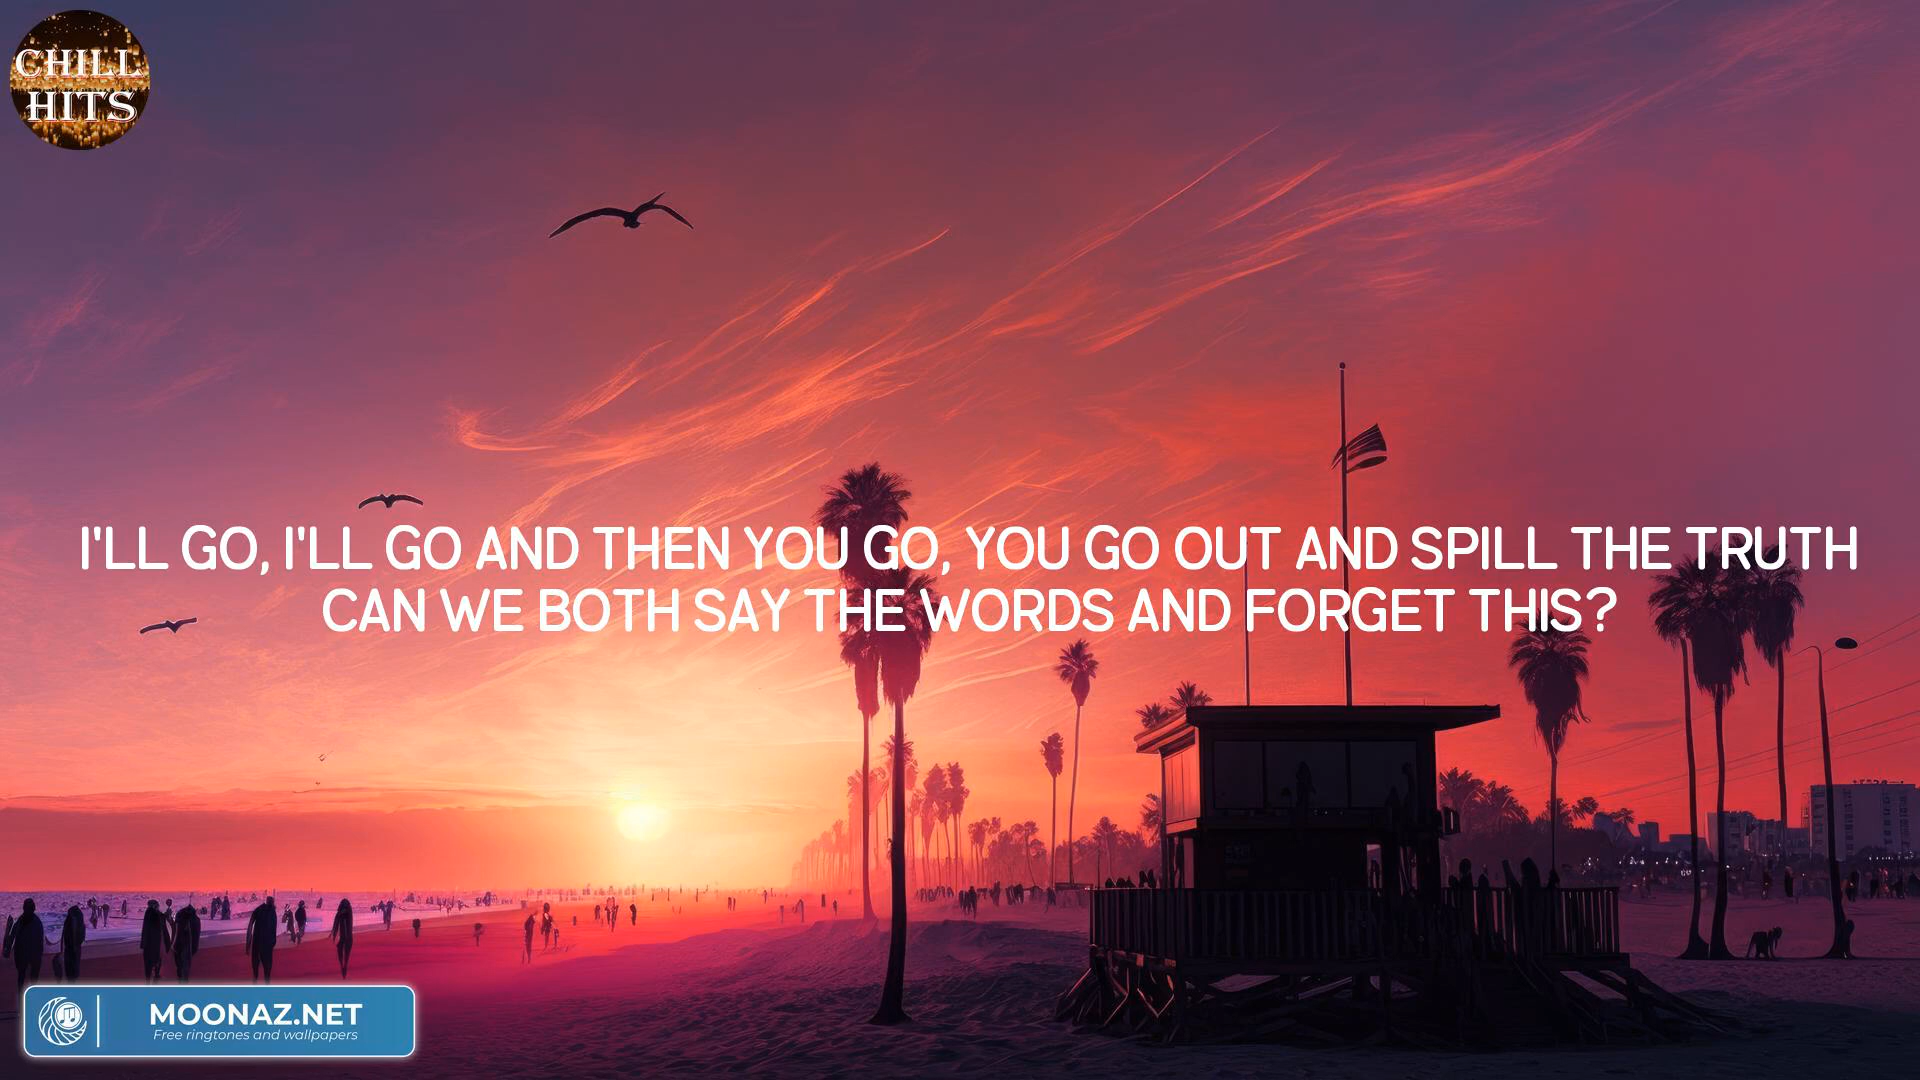 CHILL
HITS
I'LL GO, I'LL GO AND THEN YOU GO, YOU GO OUT AND SPILL THE TRUTH
CAN WE BOTH SAY THE WORDS AND FORGET THIS?
MOONAZ.NET
Free ringtones and wallpapers